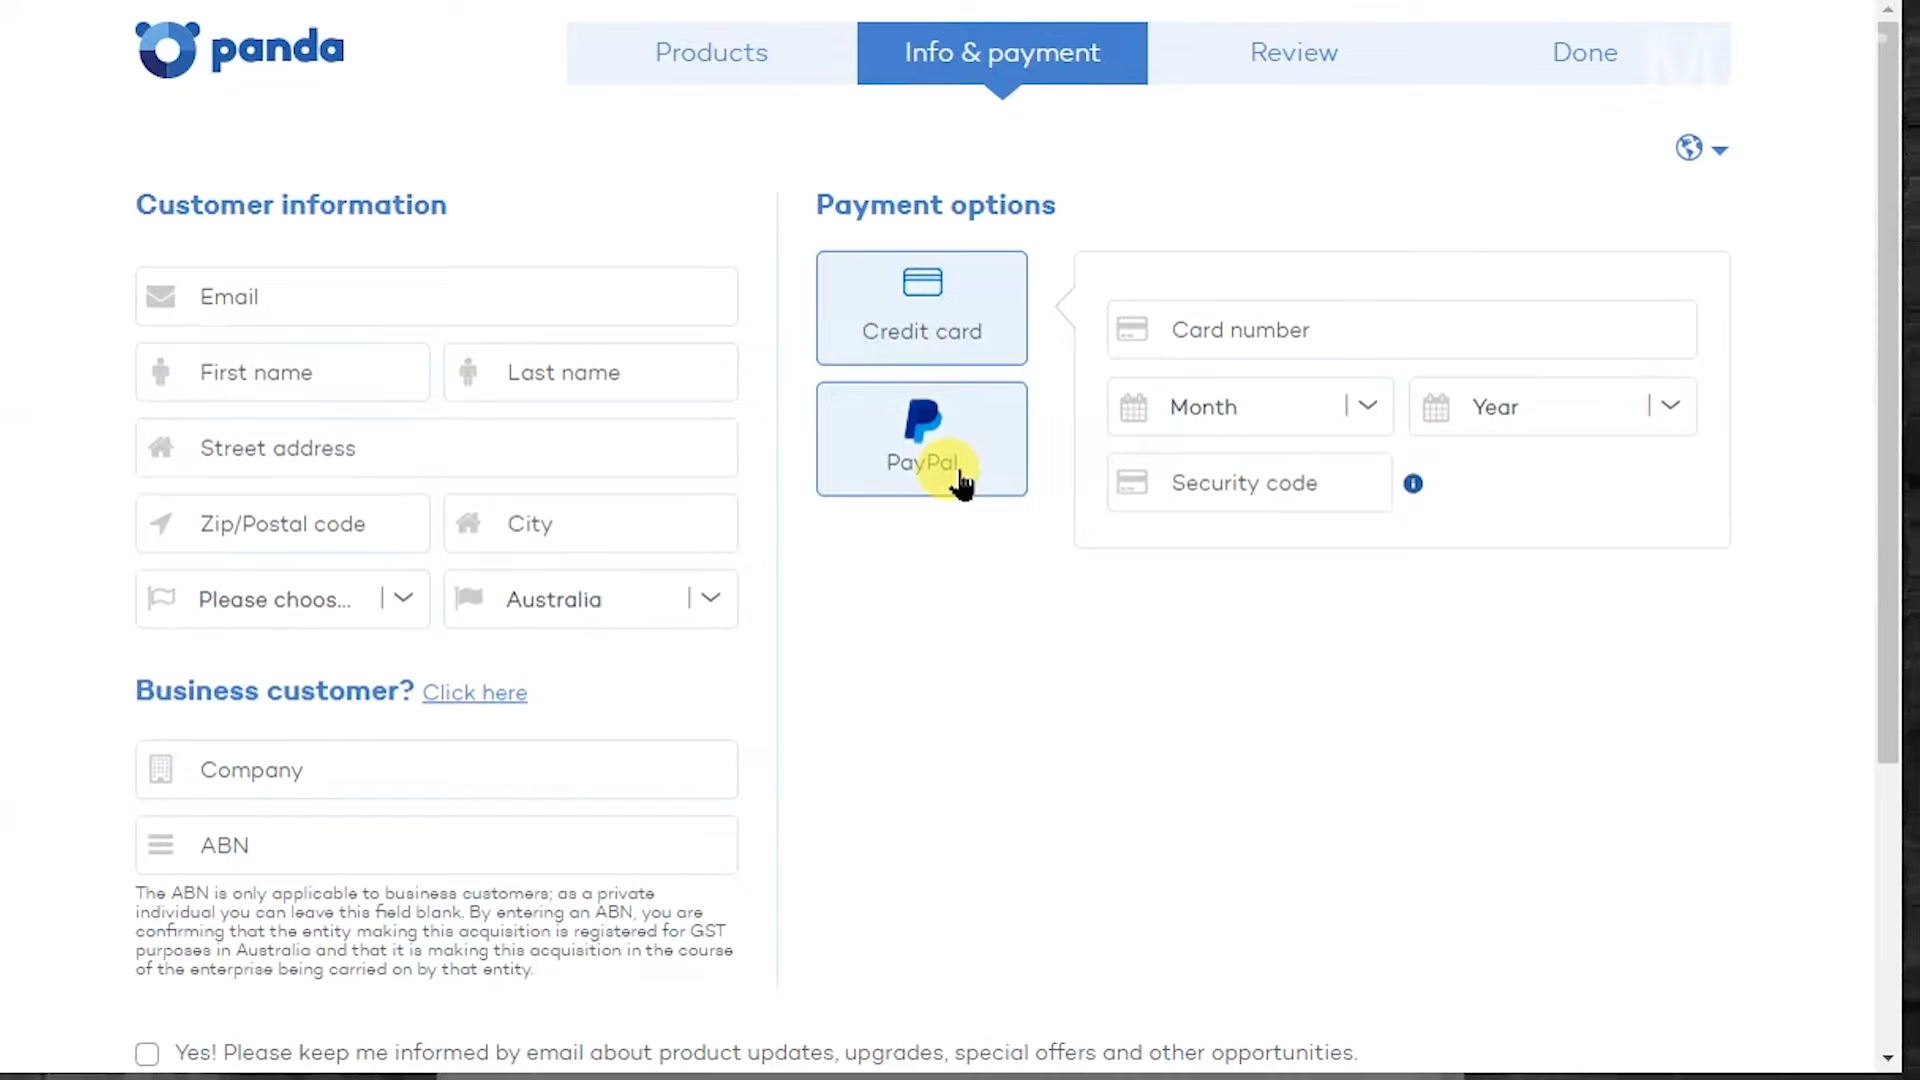 panda
Products
Info & payment
Review
Done
Customer information
Email
First name
Last name
Street address
Zip/Postal code
City
Please choos...
Australia
Business customer? Click here
Company
ABN
The ABN is only applicable to business customers; as a private
individual you can leave this field blank. By entering an ABN, you are
confirming that the entity making this acquisition is registered for GST
purposes in Australia and that it is making this acquisition in the course
of the enterprise being carried on by that entity.
Payment options
Credit card
PayPal
Card number
Month
Year
Security code
Yes! Please keep me informed by email about product updates, upgrades, special offers and other opportunities.